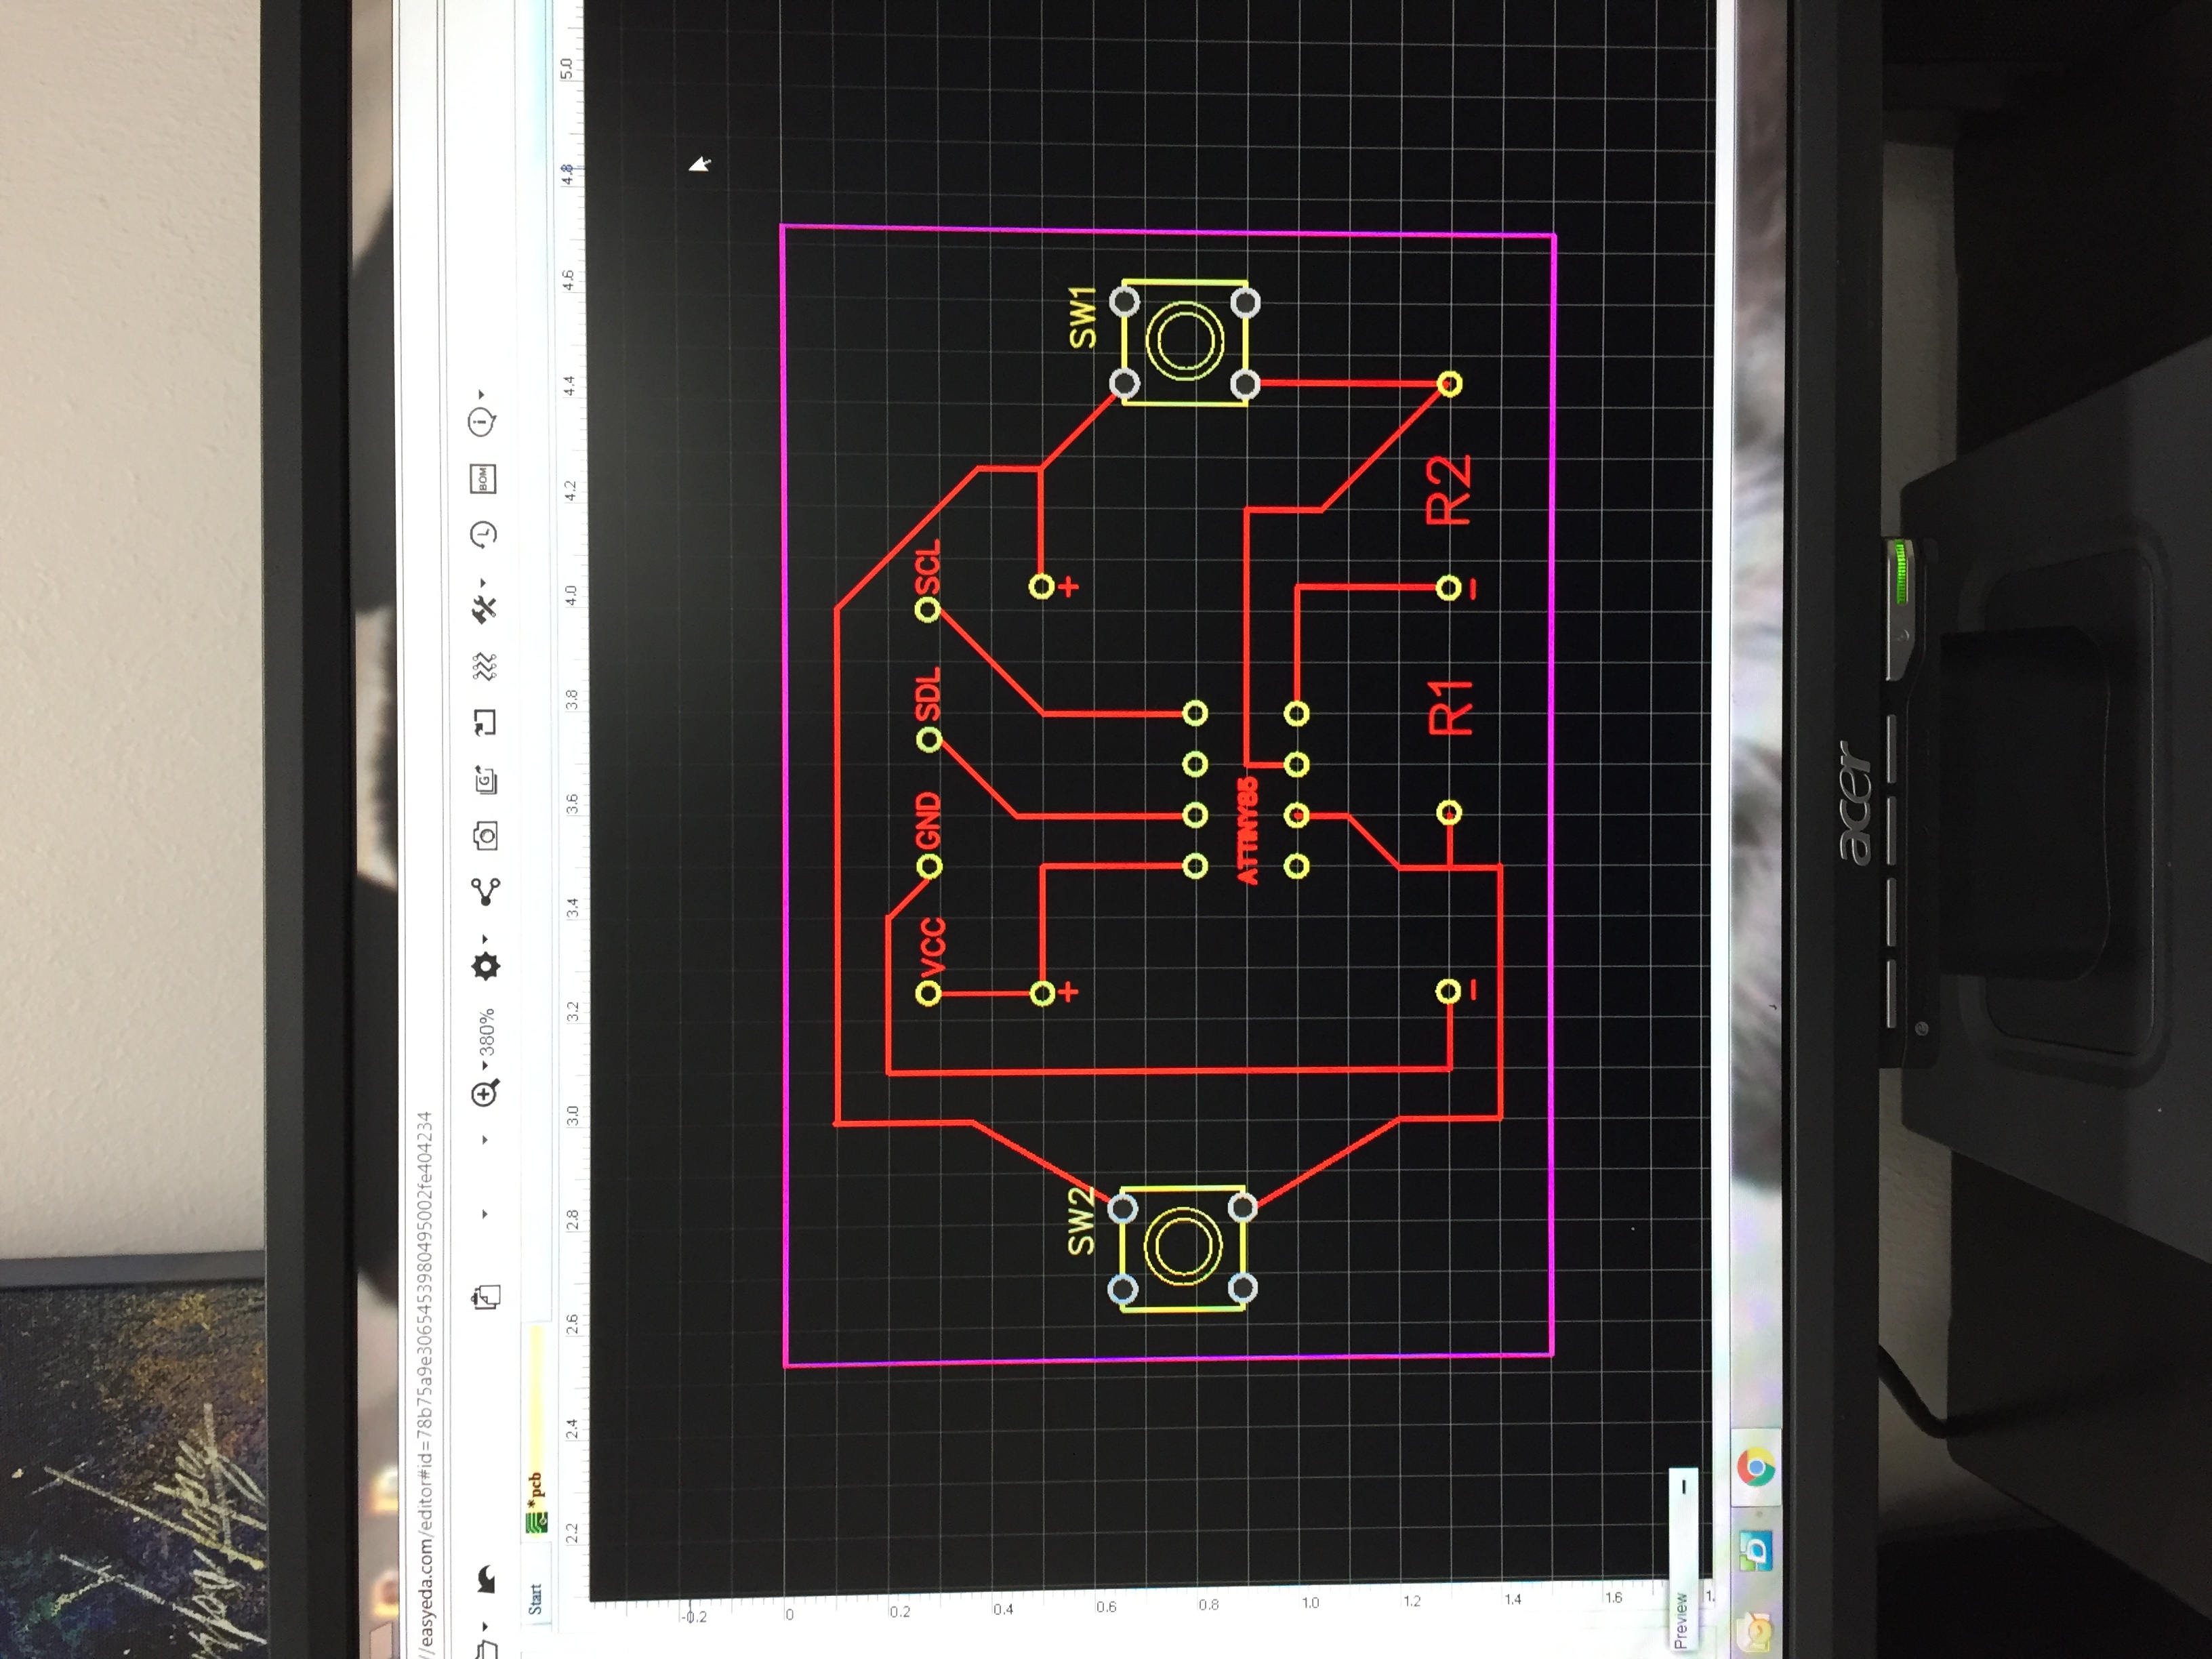 //easyeda.com/editor#id=78b75a9e3065453980495002fe404234
380%
BOM
Start
*pcb
2.2 2.4 2.6 2.8 3.0 3.2 3.4 3.6 3.8 4.0 4.2 4.4 4.6 4.8 5.0
-0.2
0
0.2
0.4
0.6
0.8
1.0
1.2
1.4
1.6
VCC GND SDL SCL
+ +
SW2 SW1
ATTINY85
R1 R2
– –
Preview
acer